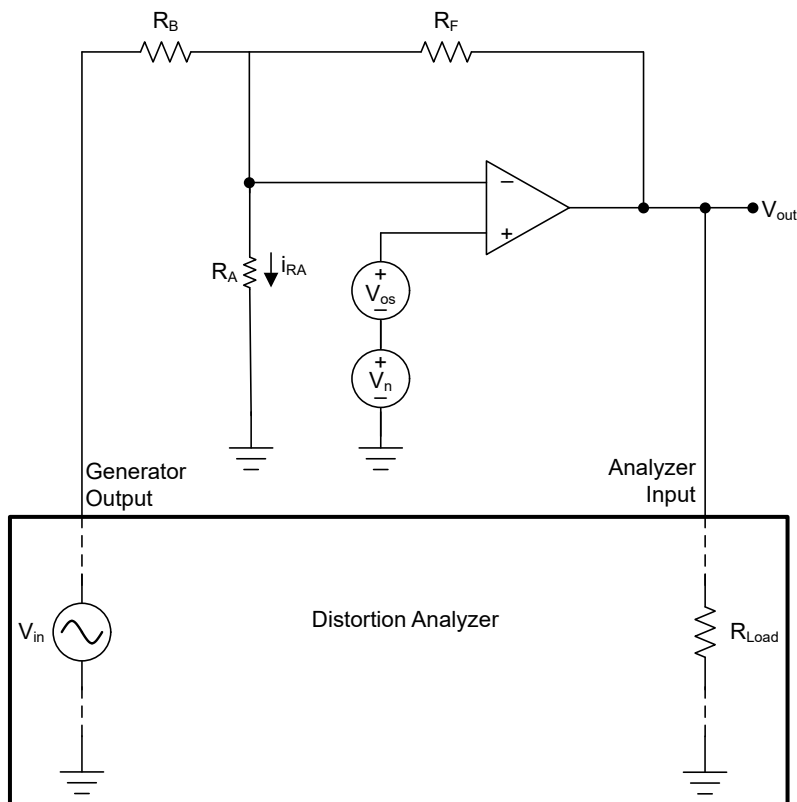 R_B
R_F
−
+
V_out
R_A
i_RA
+
V_os
−
+
V_n
−
Generator
Output
Analyzer
Input
V_in
Distortion Analyzer
R_Load